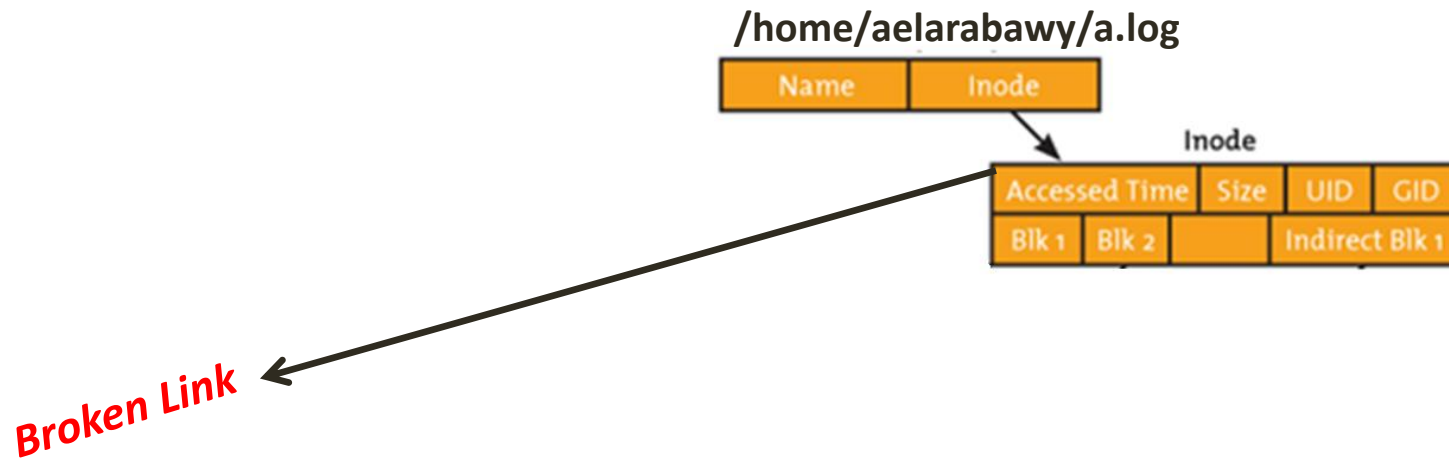 /home/aelarabawy/a.log
Name Inode
Inode
Accessed Time Size UID GID
Blk 1 Blk 2 Indirect Blk 1
Broken Link